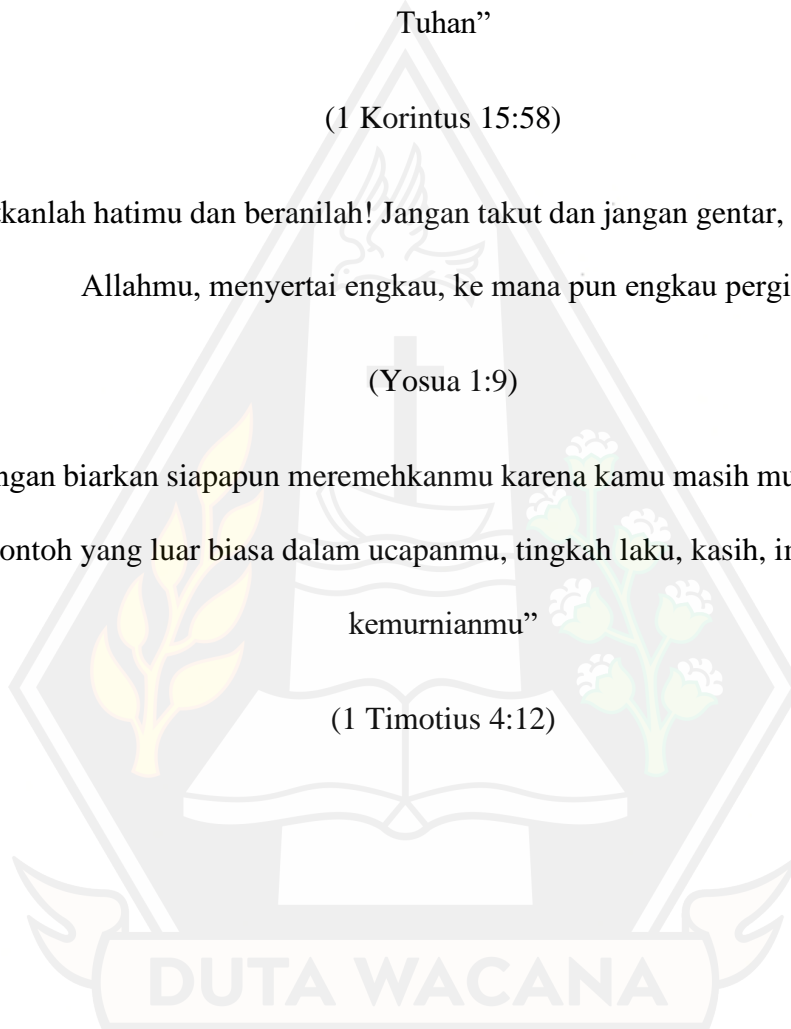 Tuhan”
(1 Korintus 15:58)
kanlah hatimu dan beranilah! Jangan takut dan jangan gentar,
Allahmu, menyertai engkau, ke mana pun engkau pergi
(Yosua 1:9)
ngan biarkan siapapun meremehkanmu karena kamu masih mu
ontoh yang luar biasa dalam ucapanmu, tingkah laku, kasih, i
kemurnianmu”
(1 Timotius 4:12)
DUTA WACANA